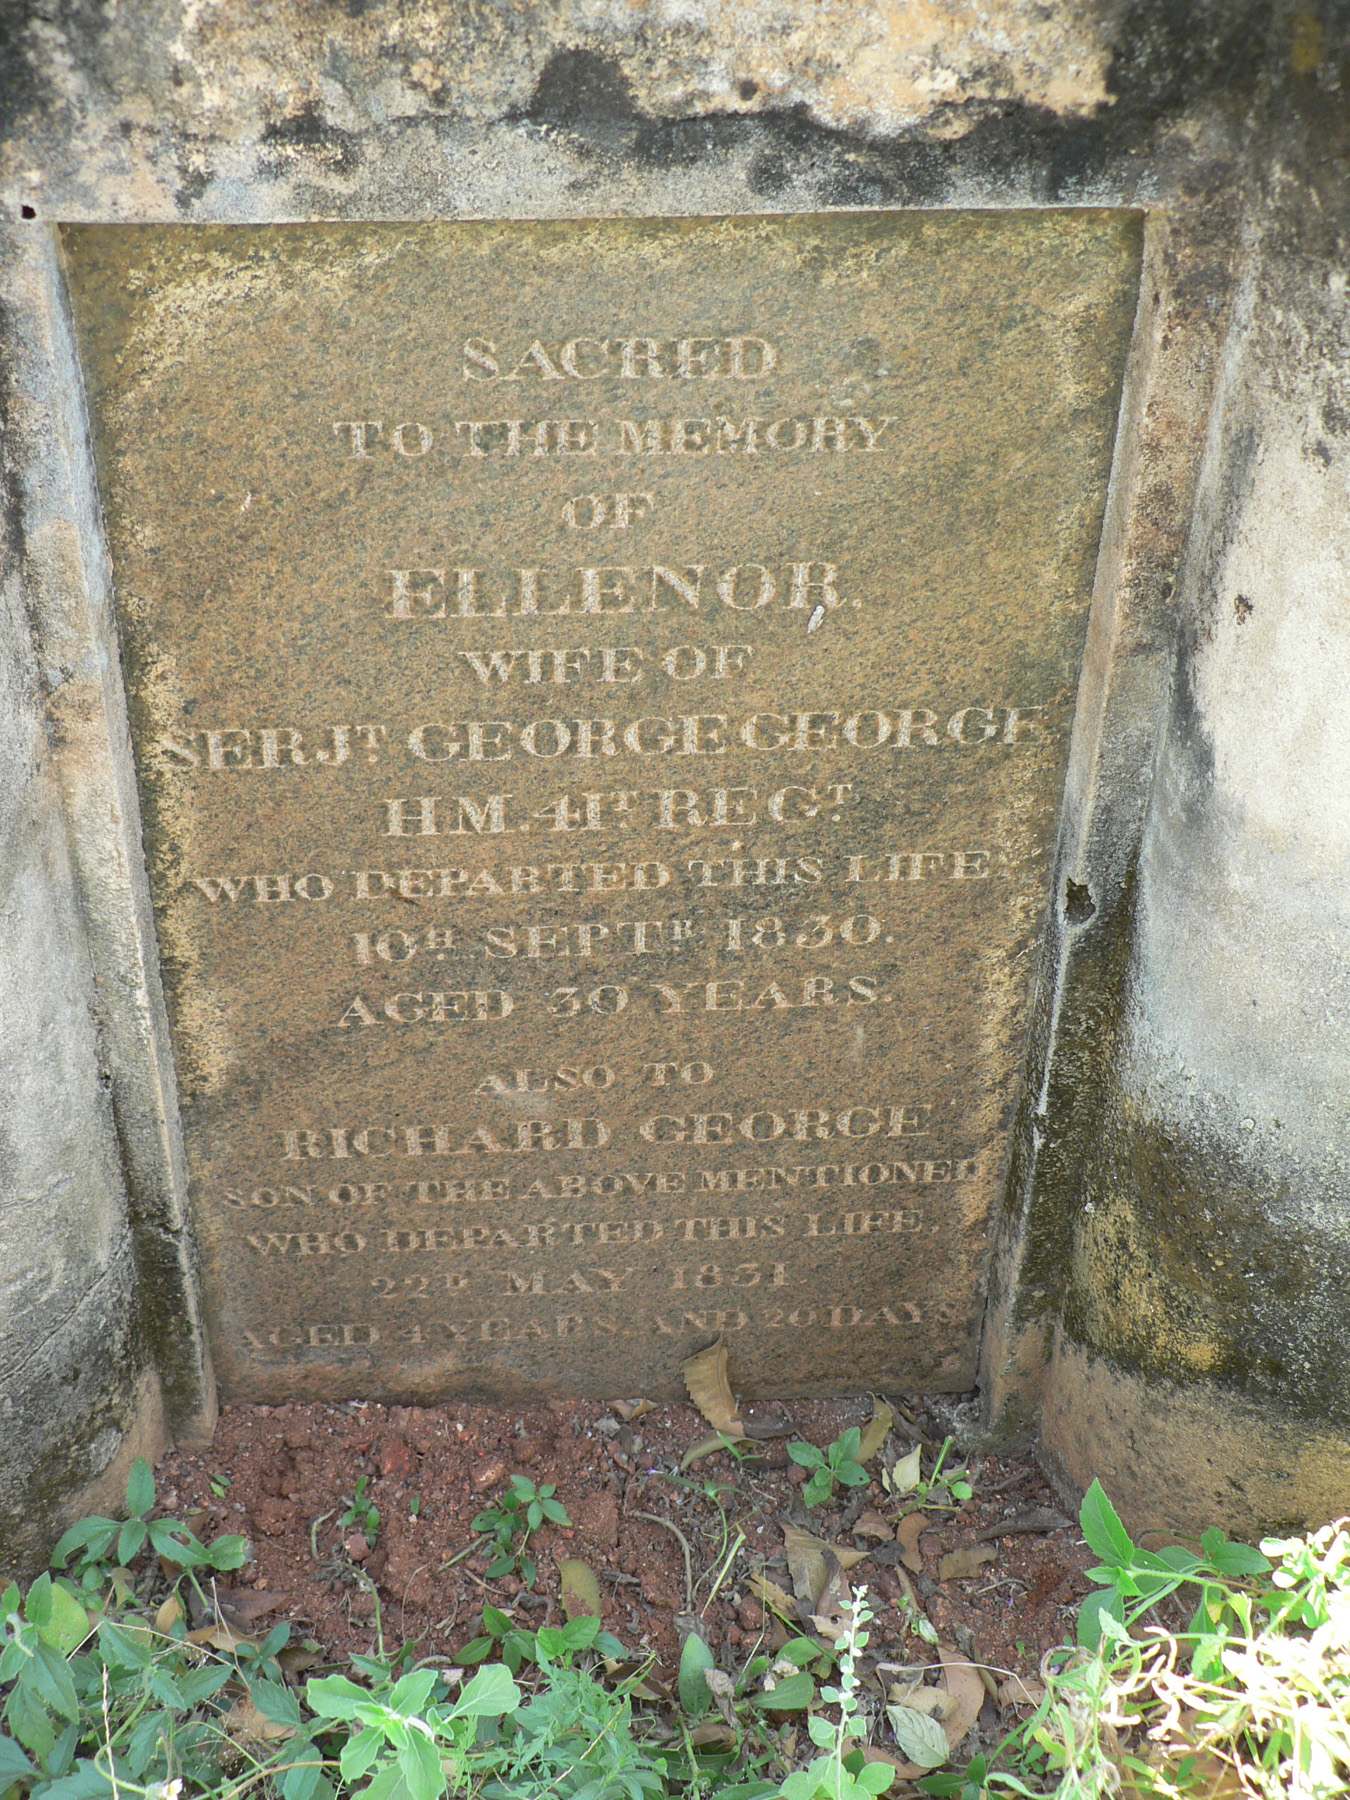 SACRED
TO THE MEMORY
OF
ELLENOR.
WIFE OF
SERJT. GEORGE GEORGE
H.M. 41T. REGT.
WHO DEPARTED THIS LIFE,
10H SEPTR 1830.
AGED 30 YEARS.
ALSO TO
RICHARD GEORGE
SON OF THE ABOVE MENTIONED
WHO DEPARTED THIS LIFE,
22D MAY 1831.
AGED 4 YEARS. AND 20 DAYS.